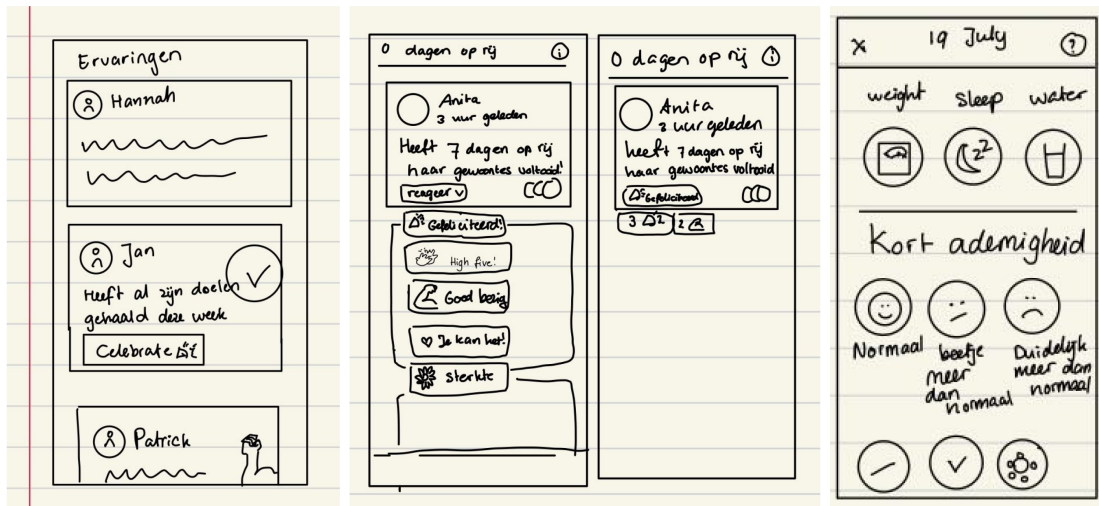 Ervaringen
Hannah
Jan
Heeft al zijn doelen
gehaald deze week
Celebrate
Patrick
0 dagen op rij i
Anita
3 uur geleden
Heeft 7 dagen op rij
haar gewoontes voltooid!
reageer v
Gefeliciteerd!
High five!
Good bezig
Je kan het!
Sterkte
0 dagen op rij i
Anita
3 uur geleden
heeft 7 dagen op rij
haar gewoontes voltooid
Gefeliciteerd
3 2
x 19 July ?
weight sleep water
zz
Kort ademigheid
Normaal
beetje
meer
dan
normaal
Duidelijk
meer dan
normaal